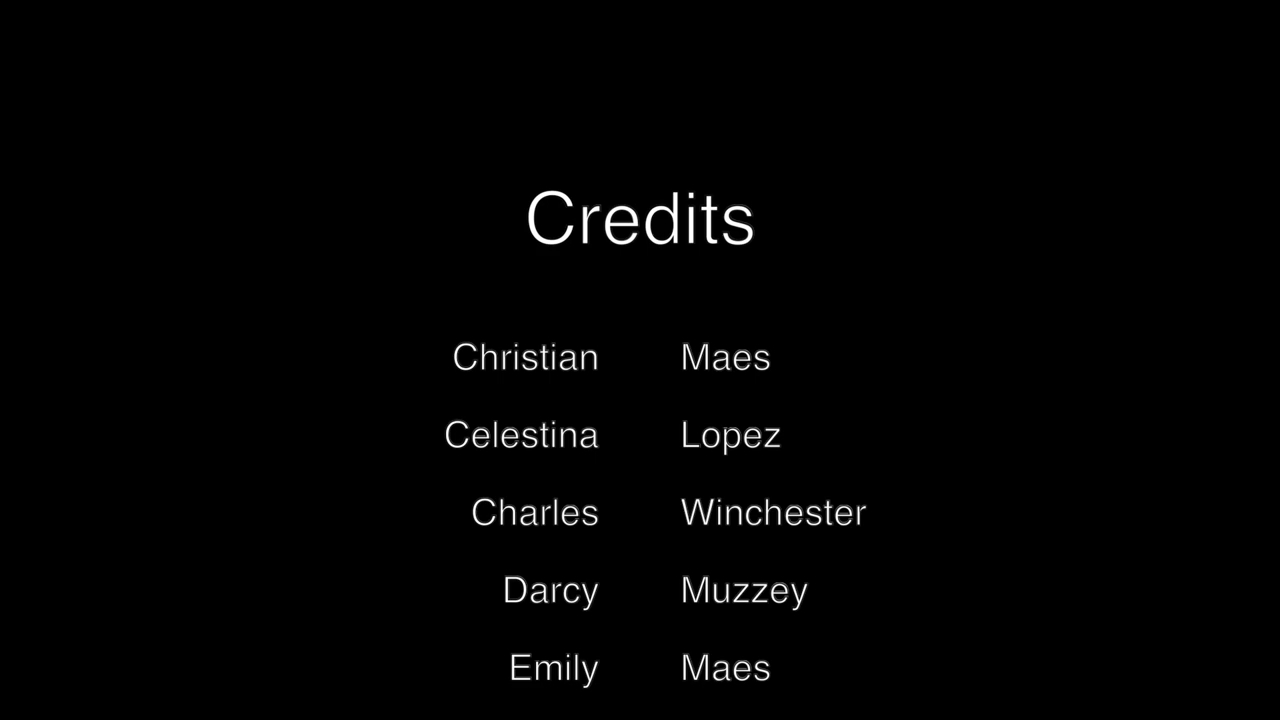 Credits
Christian Maes
Celestina Lopez
Charles Winchester
Darcy Muzzey
Emily Maes